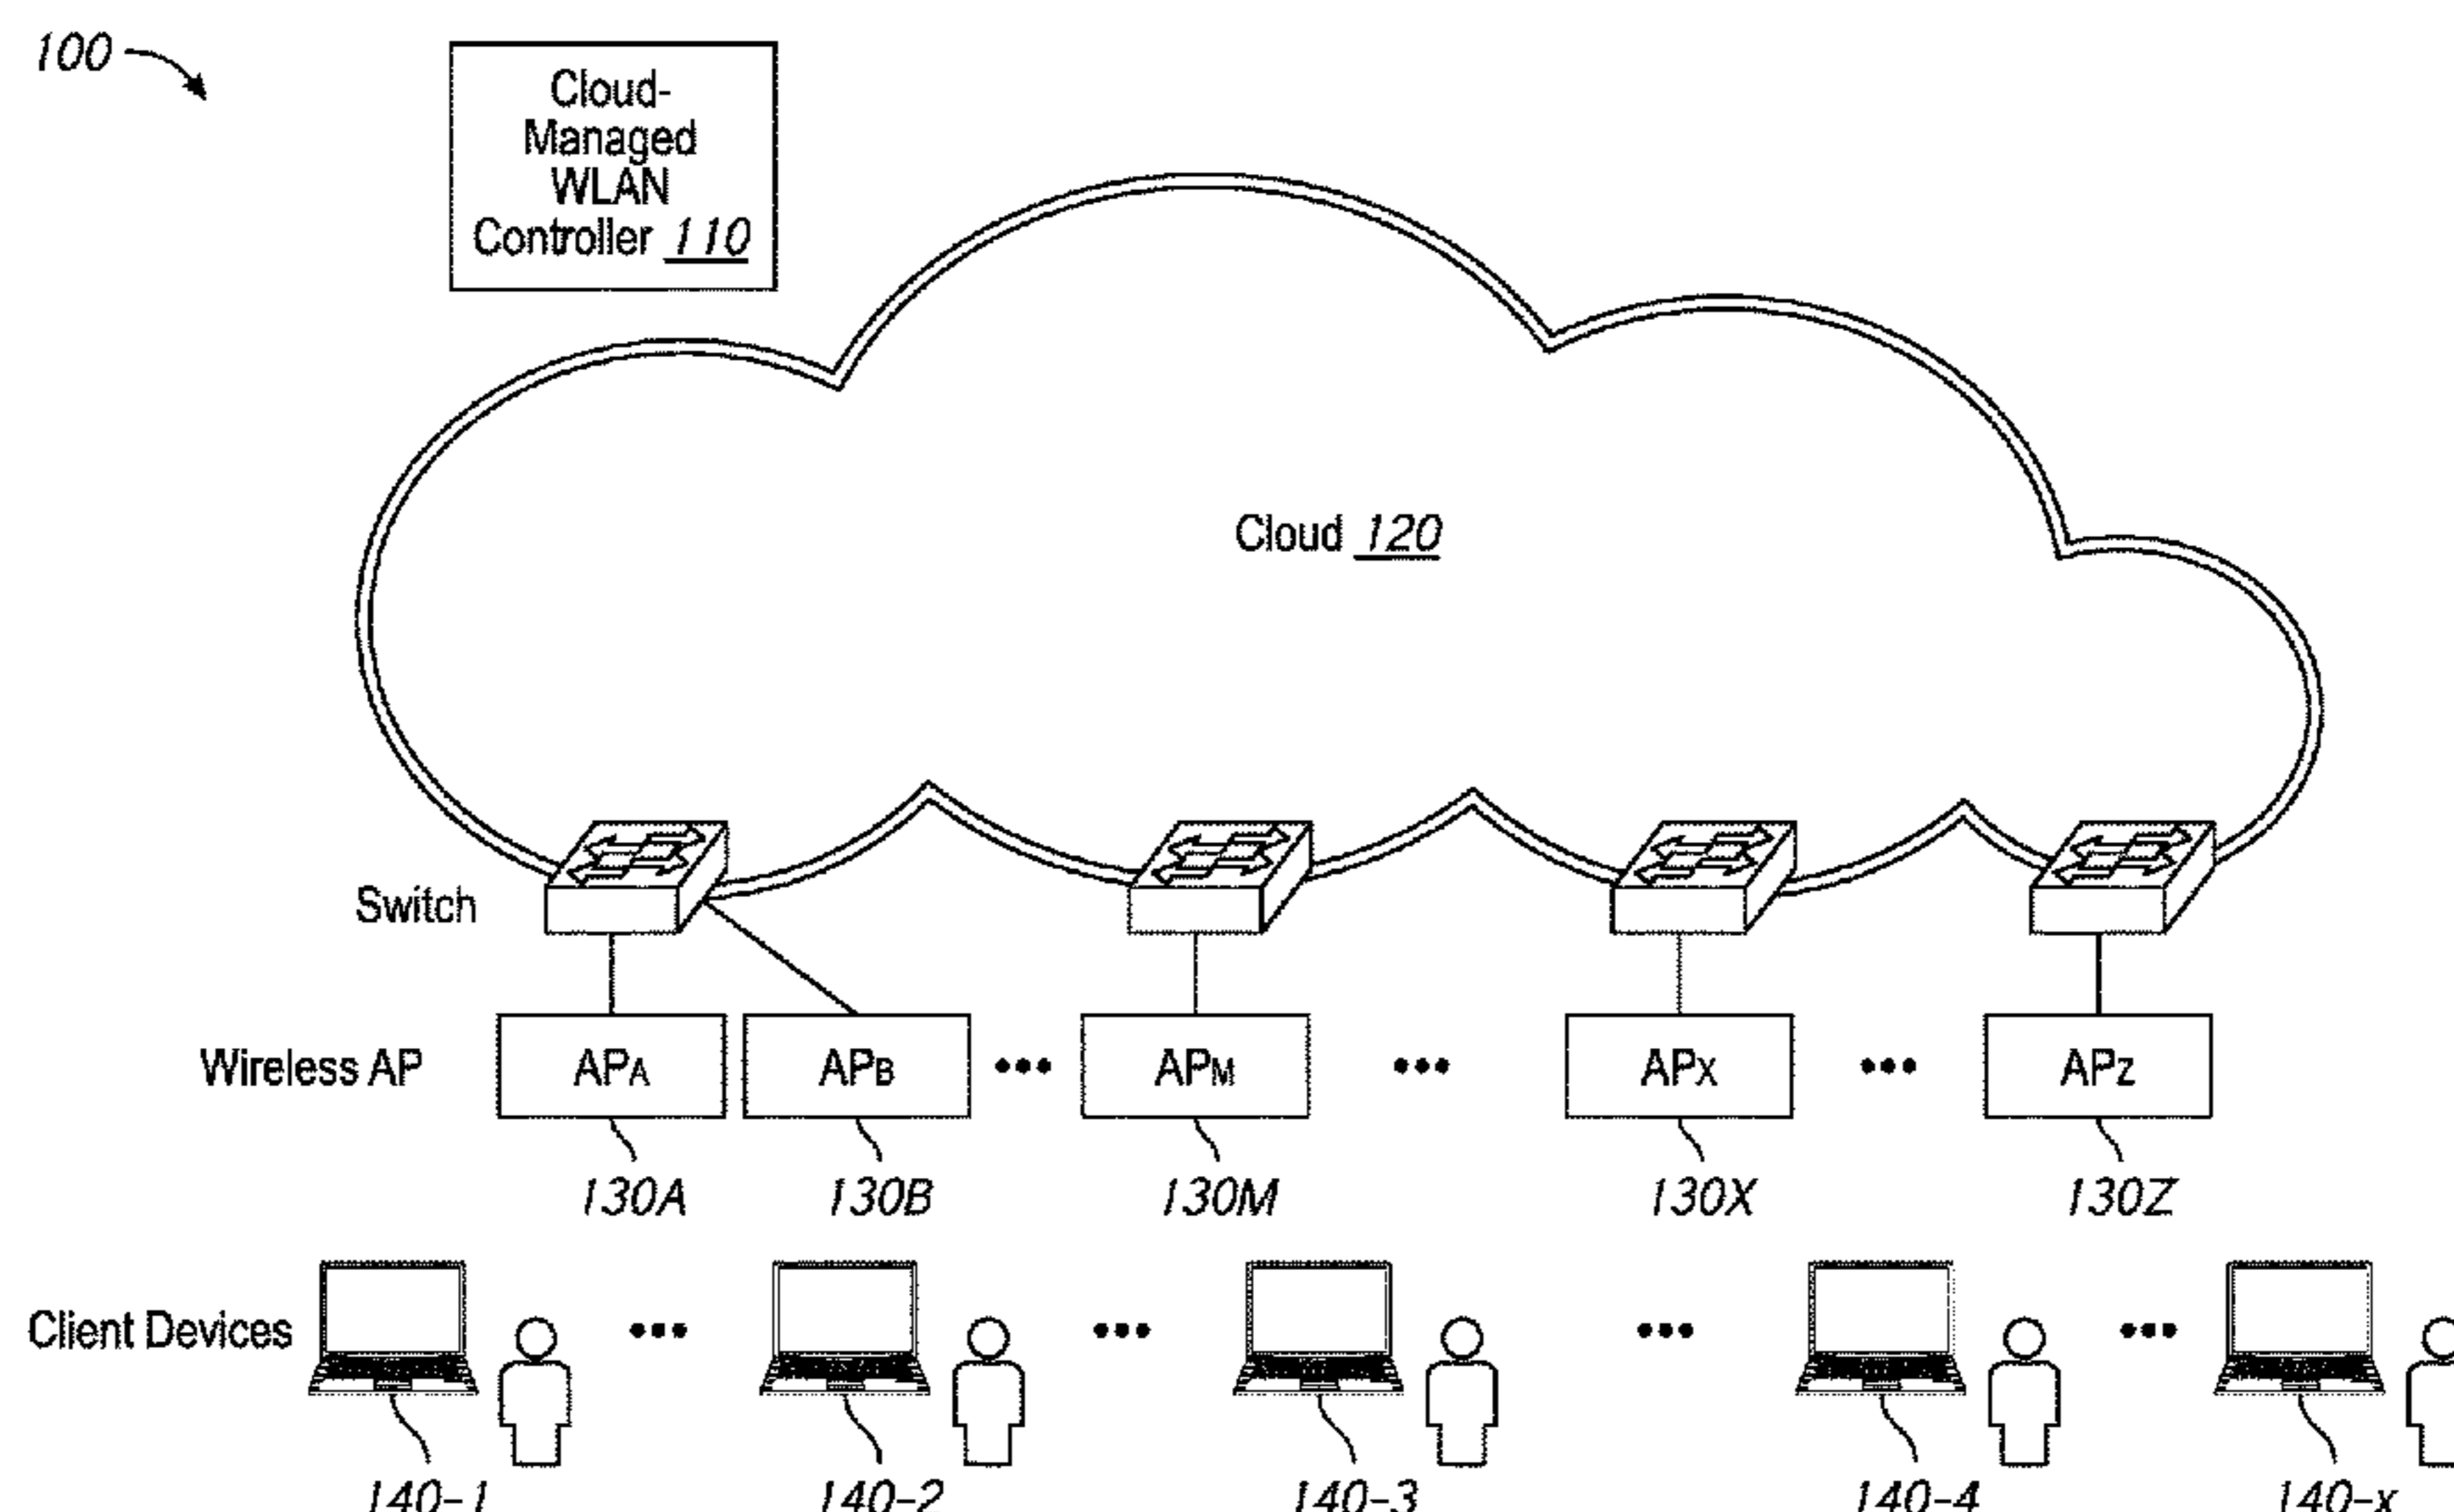 100
Cloud-
Managed
WLAN
Controller 110
Cloud 120
Switch
Wireless AP
APA
APB
•••
APM
•••
APX
•••
APZ
130A
130B
130M
130X
130Z
Client Devices
•••
•••
•••
•••
140-1
140-2
140-3
140-4
140-x